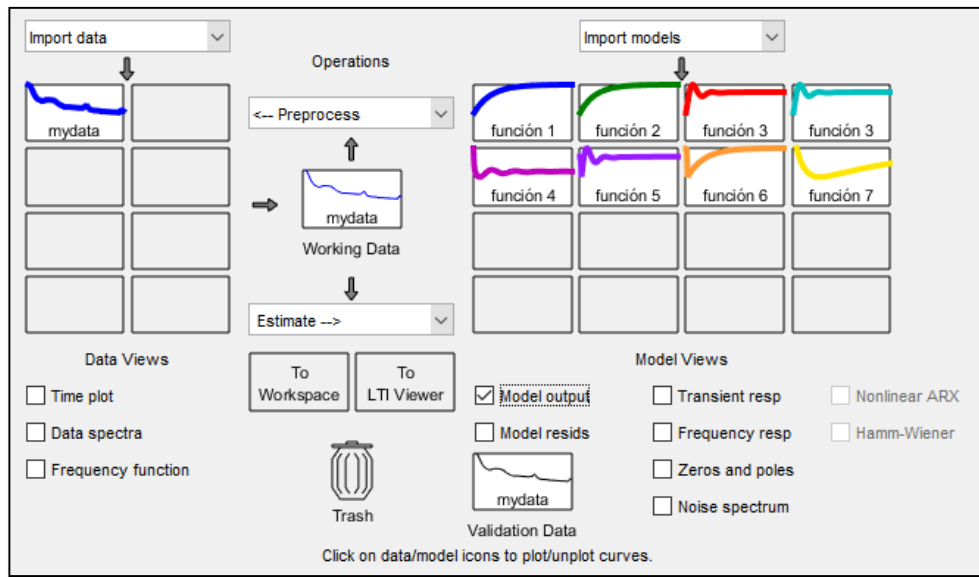 Import data
Operations
Import models
mydata
<-- Preprocess
función 1
función 2
función 3
función 3
función 4
función 5
función 6
función 7
mydata
Working Data
Estimate -->
Data Views
Model Views
To Workspace
To LTI Viewer
Time plot
Data spectra
Frequency function
Model output
Transient resp
Nonlinear ARX
Model resids
Frequency resp
Hamm-Wiener
Zeros and poles
Noise spectrum
Trash
mydata
Validation Data
Click on data/model icons to plot/unplot curves.